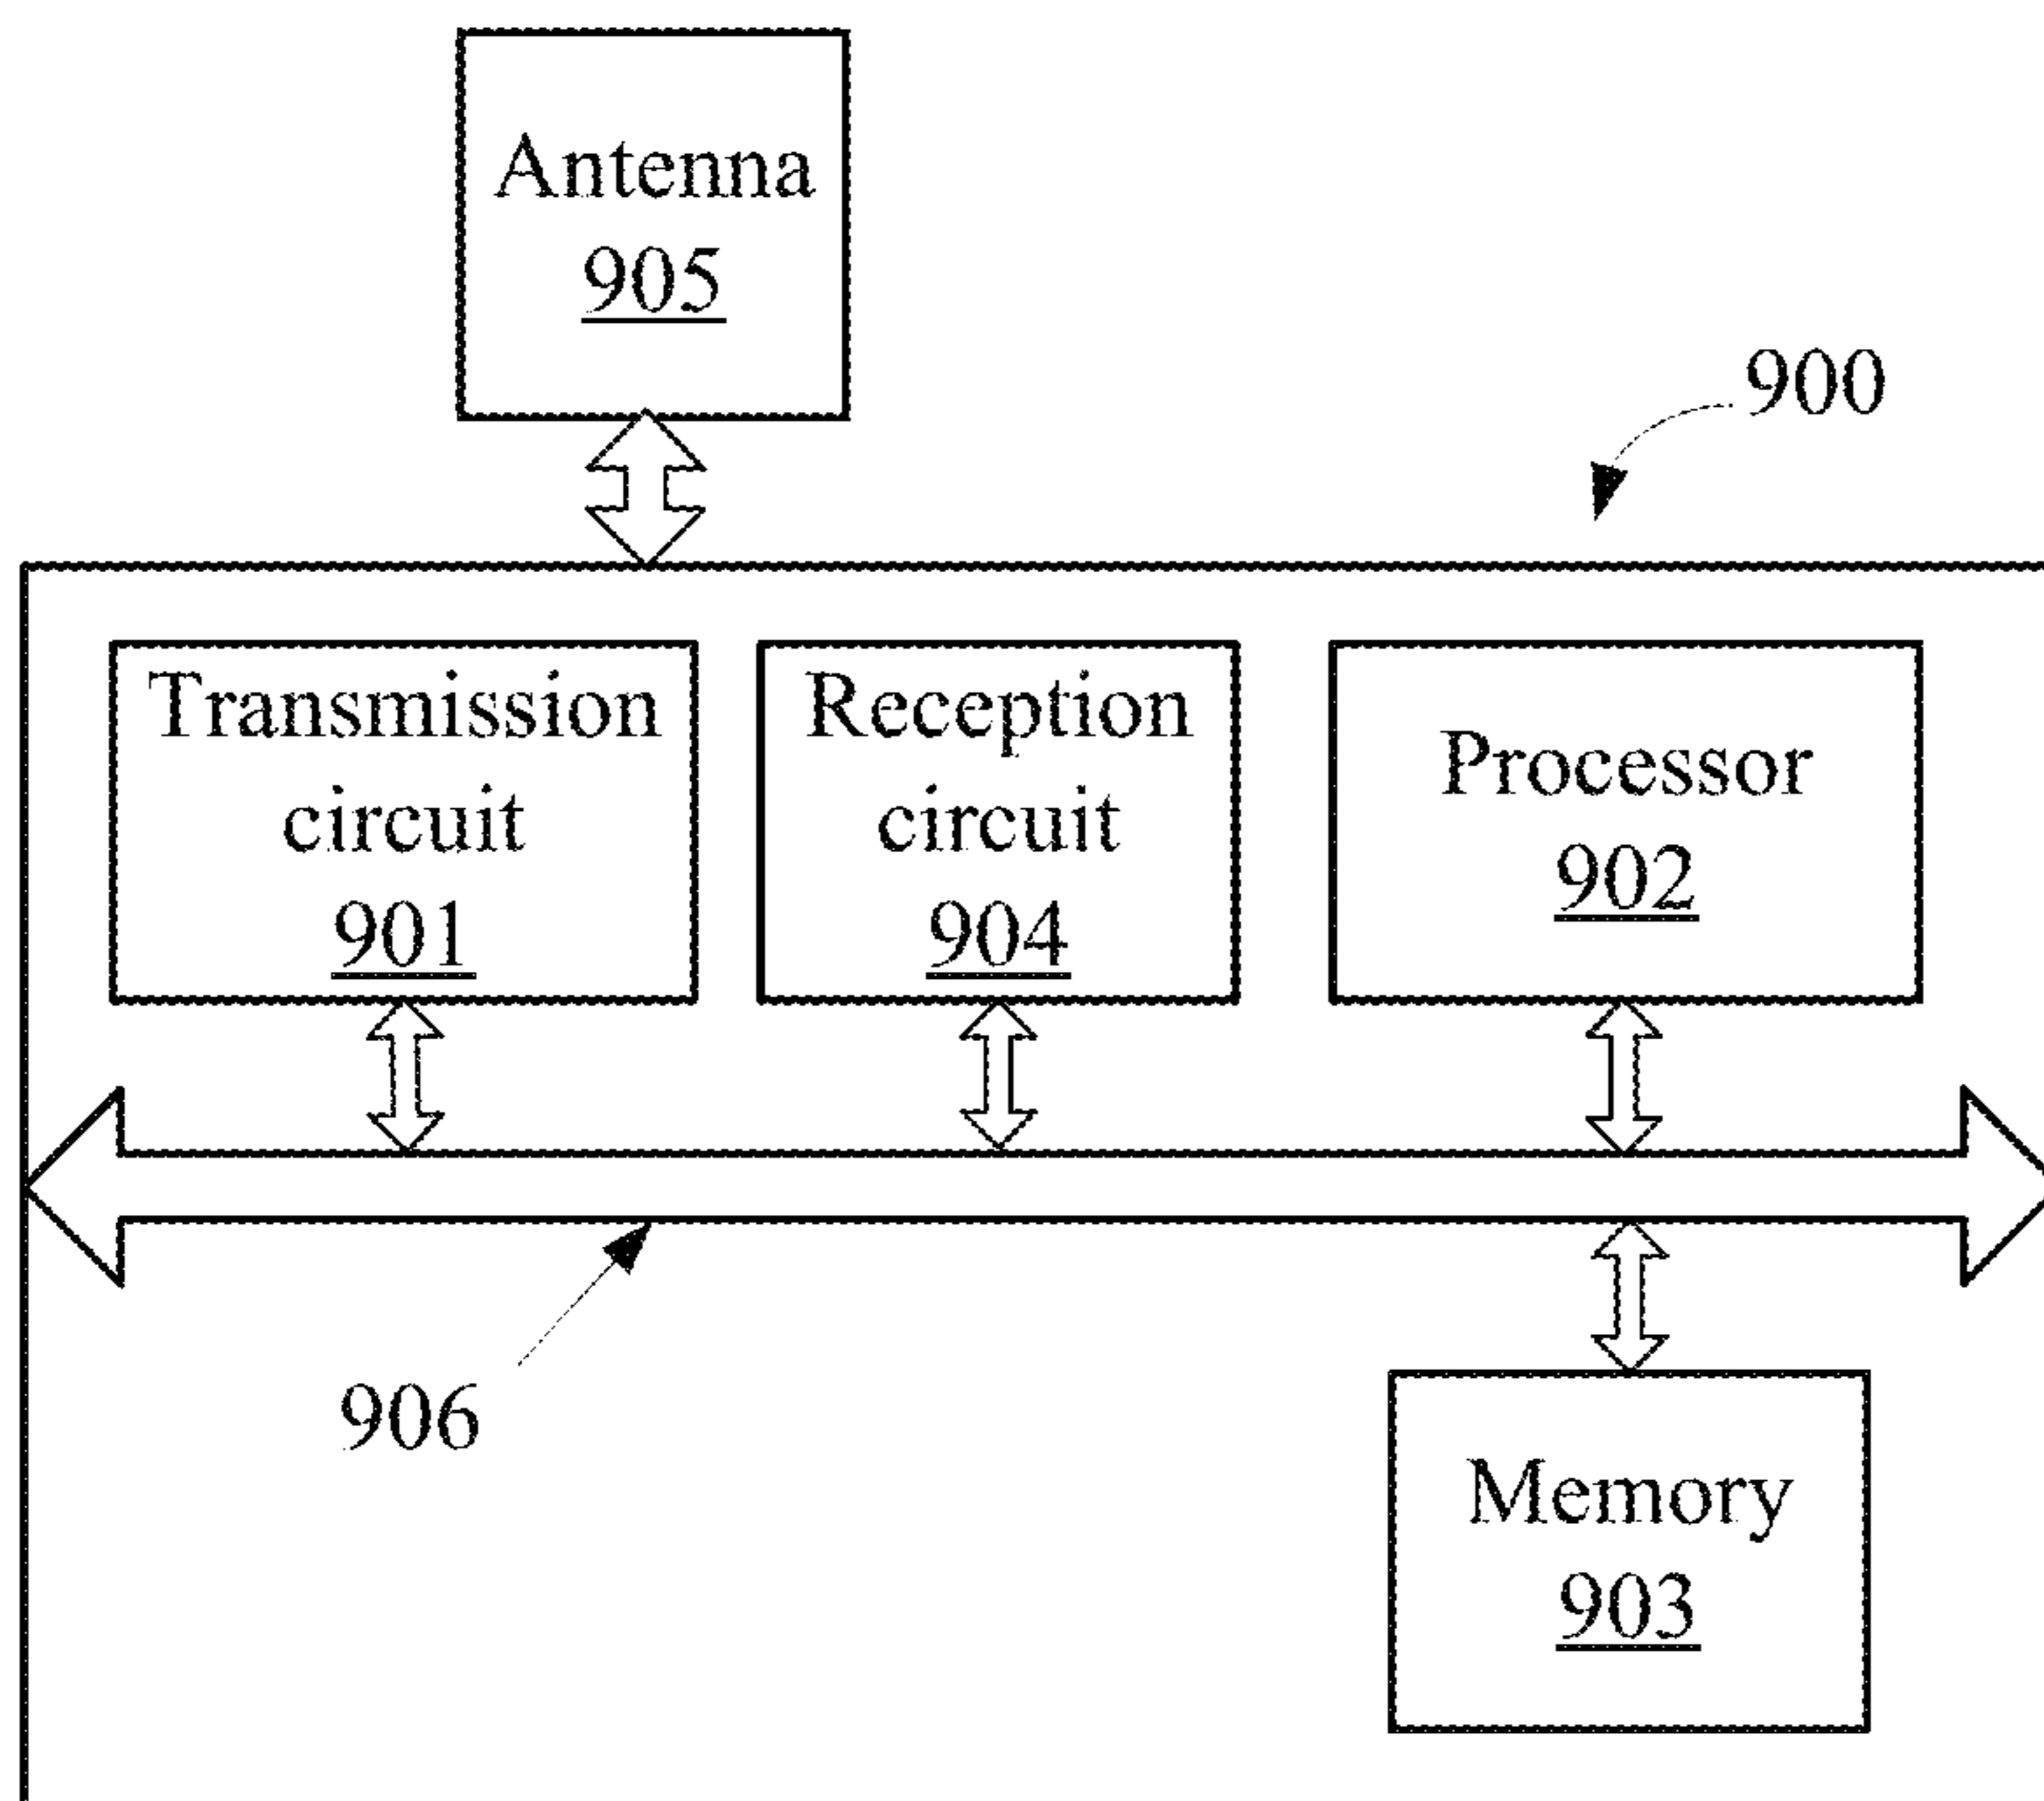 Antenna
905
900
Transmission
circuit
901
Reception
circuit
904
Processor
902
906
Memory
903